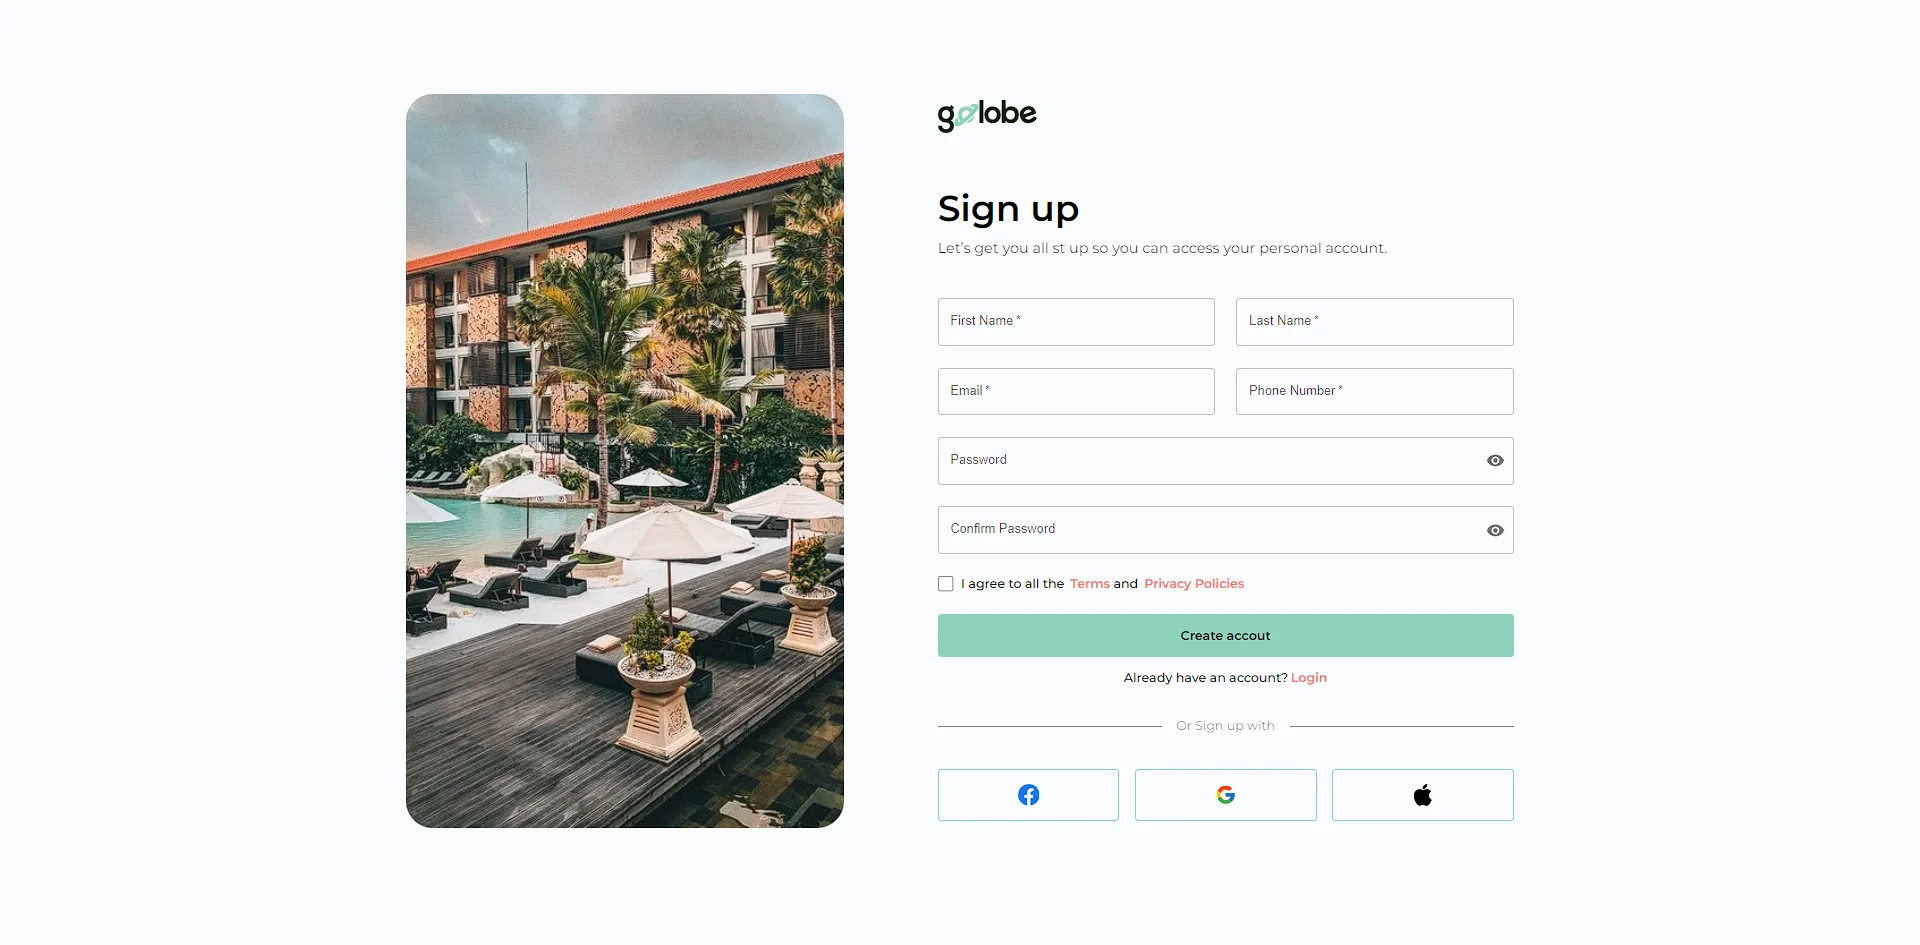 golobe
Sign up
Let's get you all st up so you can access your personal account.
First Name *
Last Name *
Email *
Phone Number *
Password
Confirm Password
I agree to all the Terms and Privacy Policies
Create accout
Already have an account? Login
Or Sign up with